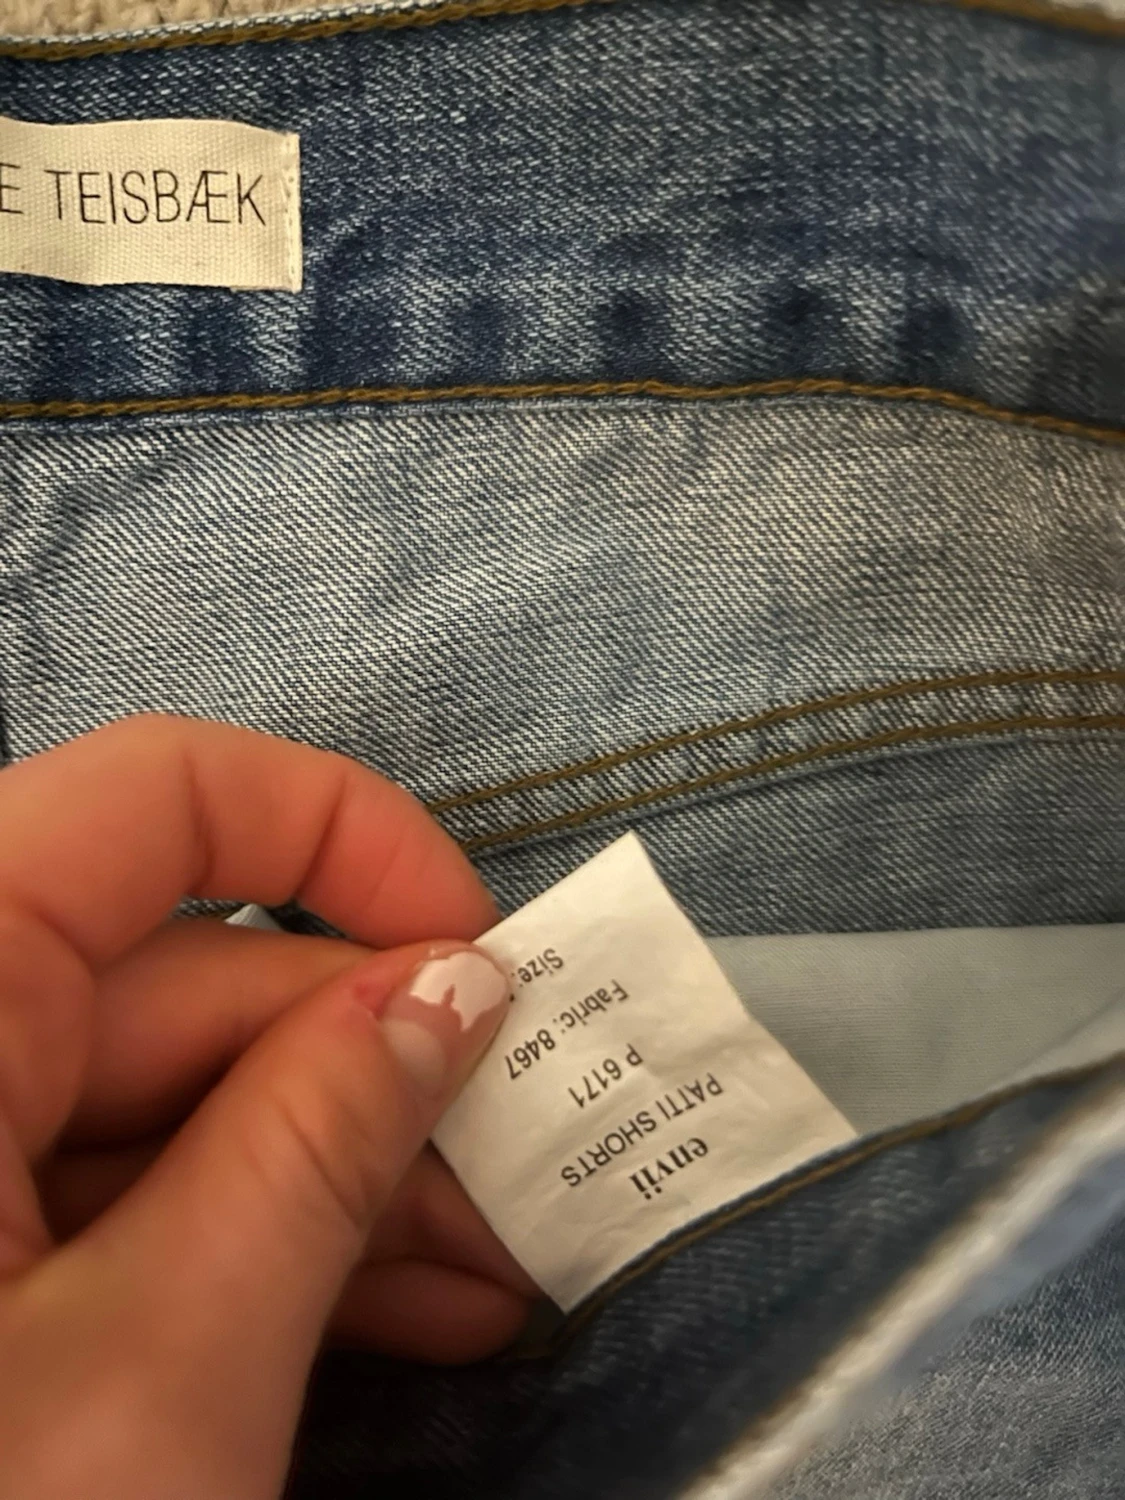 E TEISBÆK
envii
PATTI SHORTS
P 6171
Fabric: 8467
Size: